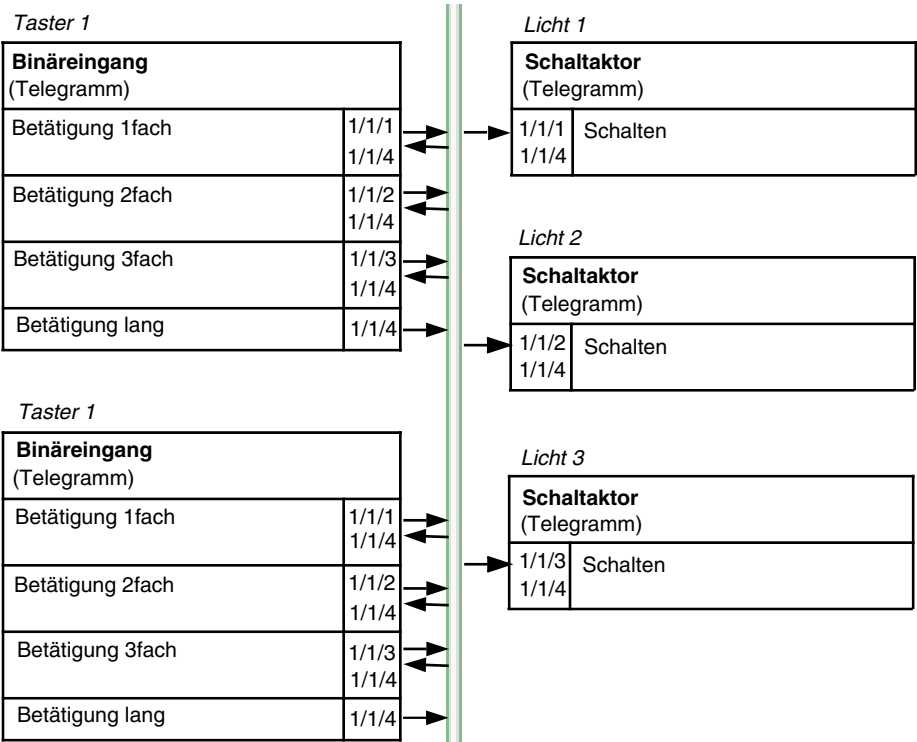 Taster 1
Binäreingang
(Telegramm)
Betätigung 1fach 1/1/1
1/1/4
Betätigung 2fach 1/1/2
1/1/4
Betätigung 3fach 1/1/3
1/1/4
Betätigung lang 1/1/4
Taster 1
Binäreingang
(Telegramm)
Betätigung 1fach 1/1/1
1/1/4
Betätigung 2fach 1/1/2
1/1/4
Betätigung 3fach 1/1/3
1/1/4
Betätigung lang 1/1/4
Licht 1
Schaltaktor
(Telegramm)
1/1/1 Schalten
1/1/4
Licht 2
Schaltaktor
(Telegramm)
1/1/2 Schalten
1/1/4
Licht 3
Schaltaktor
(Telegramm)
1/1/3 Schalten
1/1/4